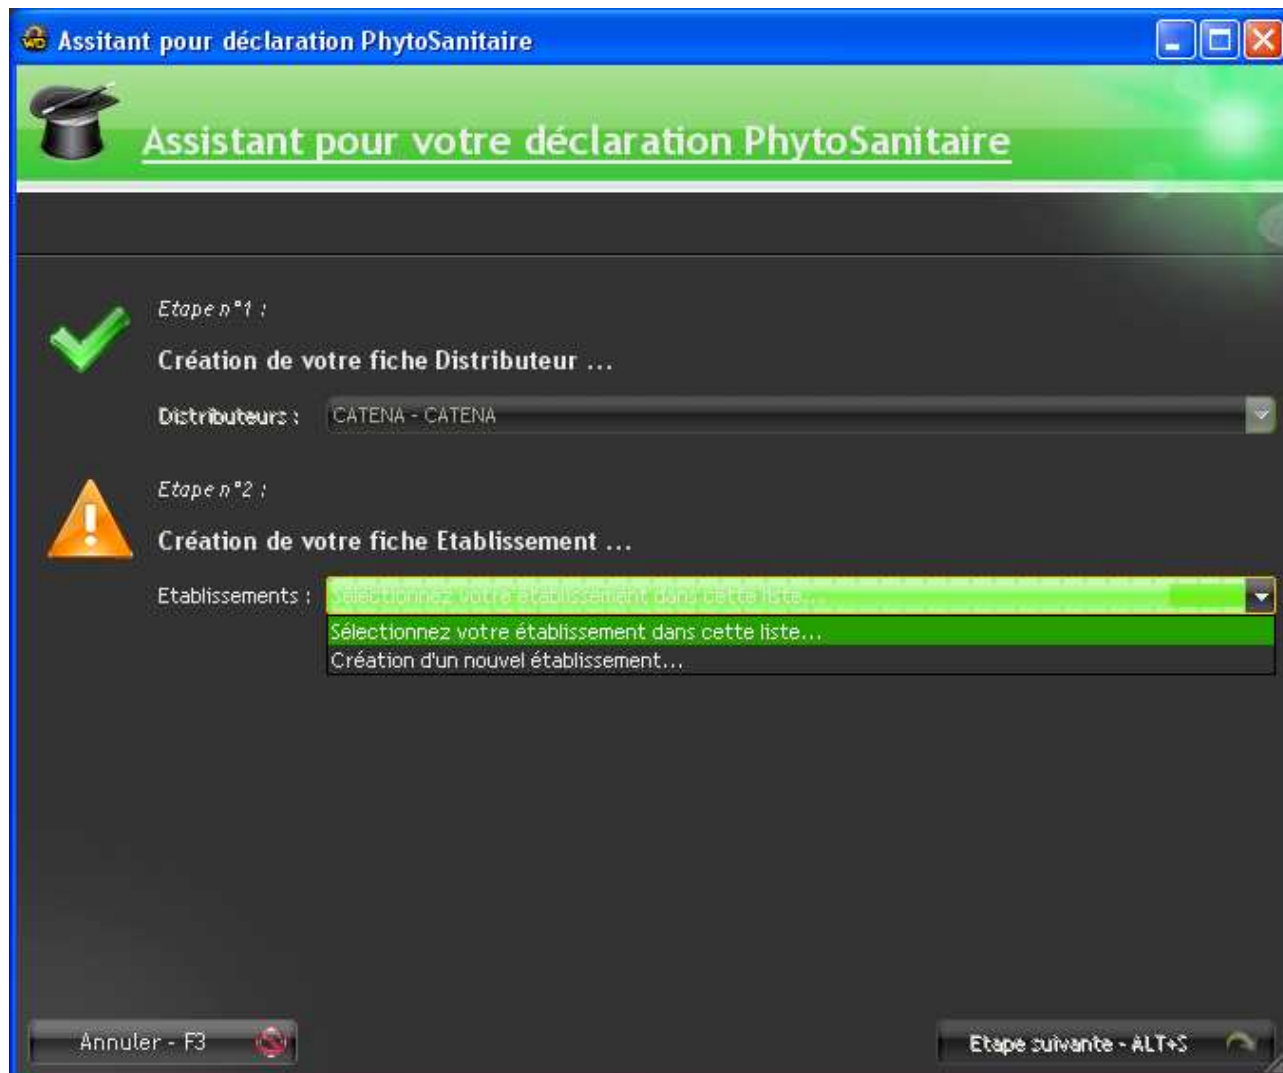 Assitant pour déclaration PhytoSanitaire
Assistant pour votre déclaration PhytoSanitaire
Etape n°1 :
Création de votre fiche Distributeur ...
Distributeurs : CATENA - CATENA
Etape n°2 :
Création de votre fiche Etablissement ...
Etablissements : Sélectionnez votre établissement dans cette liste...
Sélectionnez votre établissement dans cette liste...
Création d'un nouvel établissement...
Annuler - F3 Etape suivante - ALT+S